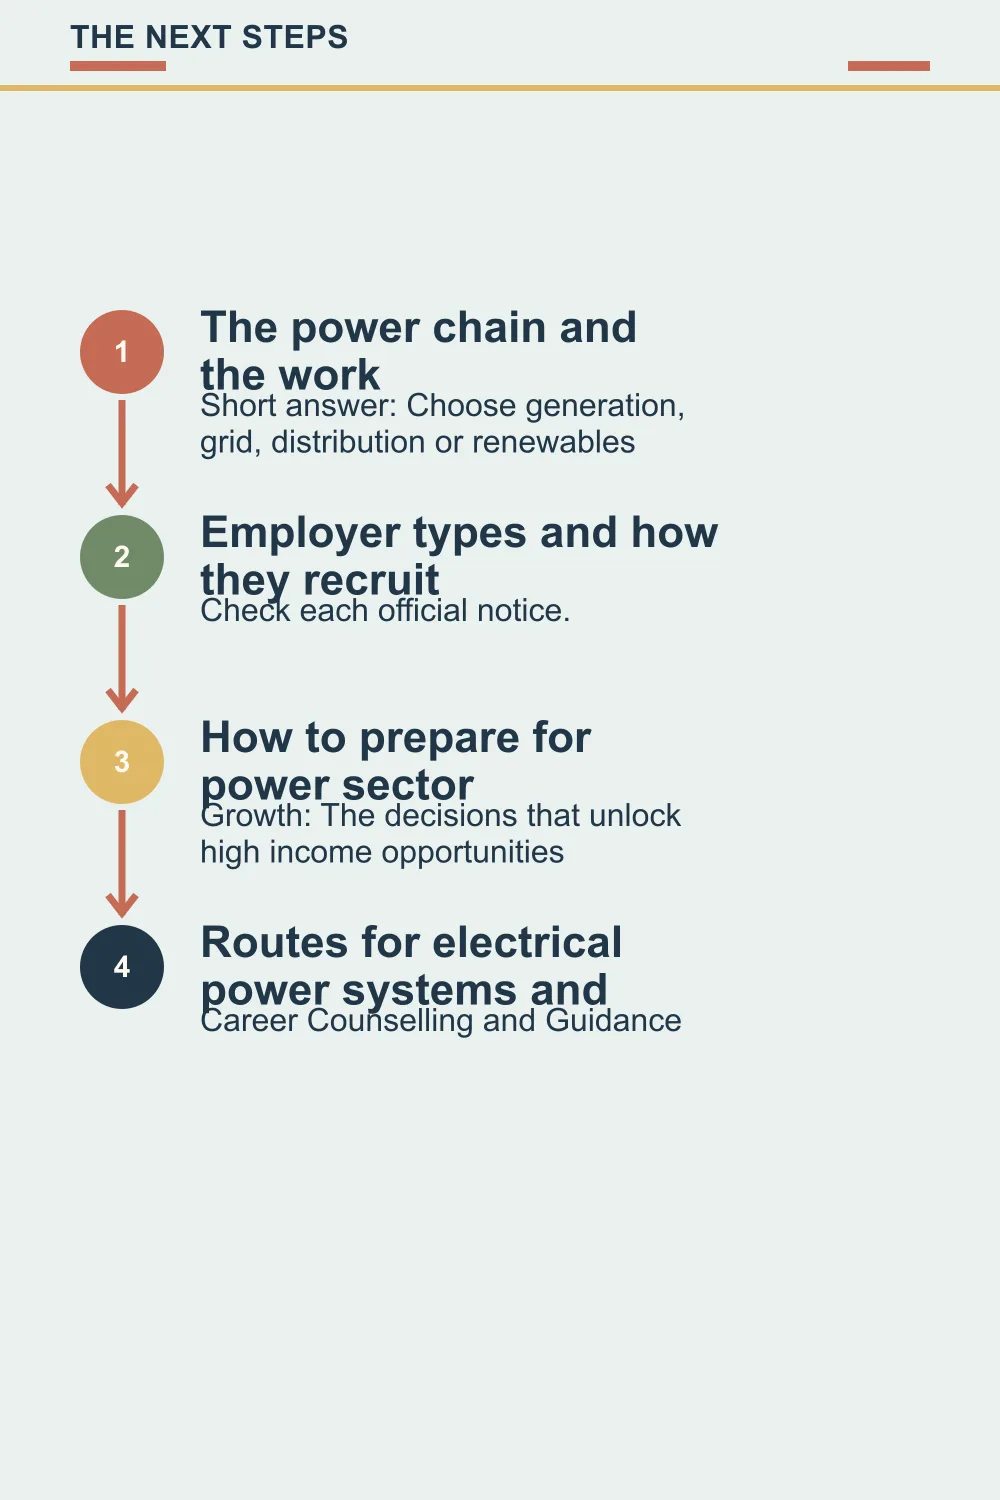 THE NEXT STEPS
1
The power chain and
the work
Short answer: Choose generation,
grid, distribution or renewables
2
Employer types and how
they recruit
Check each official notice.
3
How to prepare for
power sector
Growth: The decisions that unlock
high income opportunities
4
Routes for electrical
power systems and
Career Counselling and Guidance